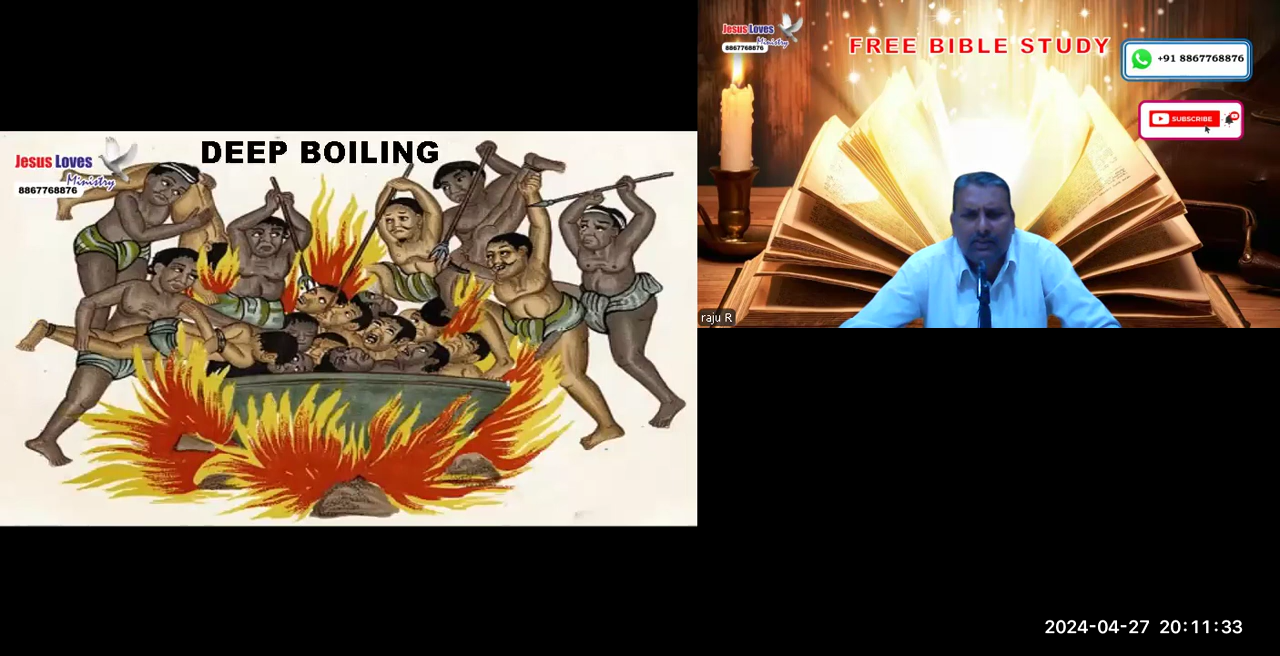 DEEP BOILING
Jesus Loves
Ministry
8867768876
Jesus Loves
Ministry
8867768876
FREE BIBLE STUDY
+91 8867768876
SUBSCRIBE
raju R
2024-04-27 20:11:33